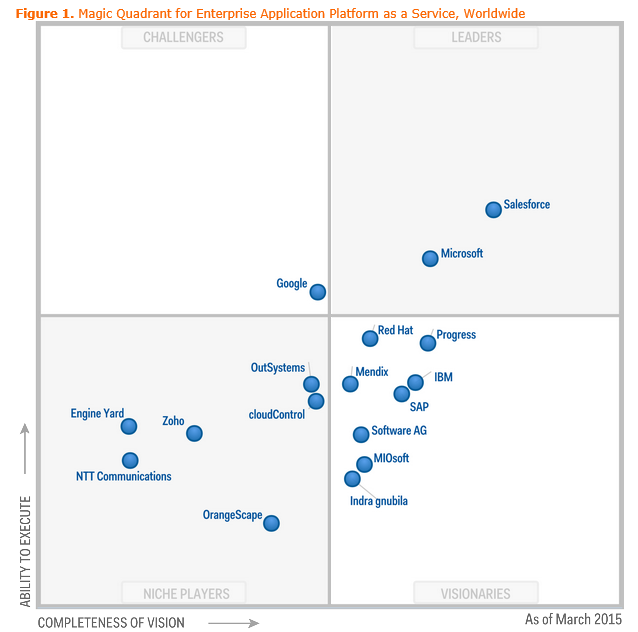 Figure 1. Magic Quadrant for Enterprise Application Platform as a Service, Worldwide
CHALLENGERS
LEADERS
Salesforce
Microsoft
Google
Red Hat
Progress
OutSystems
Mendix
IBM
SAP
cloudControl
Engine Yard
Zoho
Software AG
MIOsoft
NTT Communications
Indra gnubila
OrangeScape
NICHE PLAYERS
VISIONARIES
ABILITY TO EXECUTE
COMPLETENESS OF VISION
As of March 2015